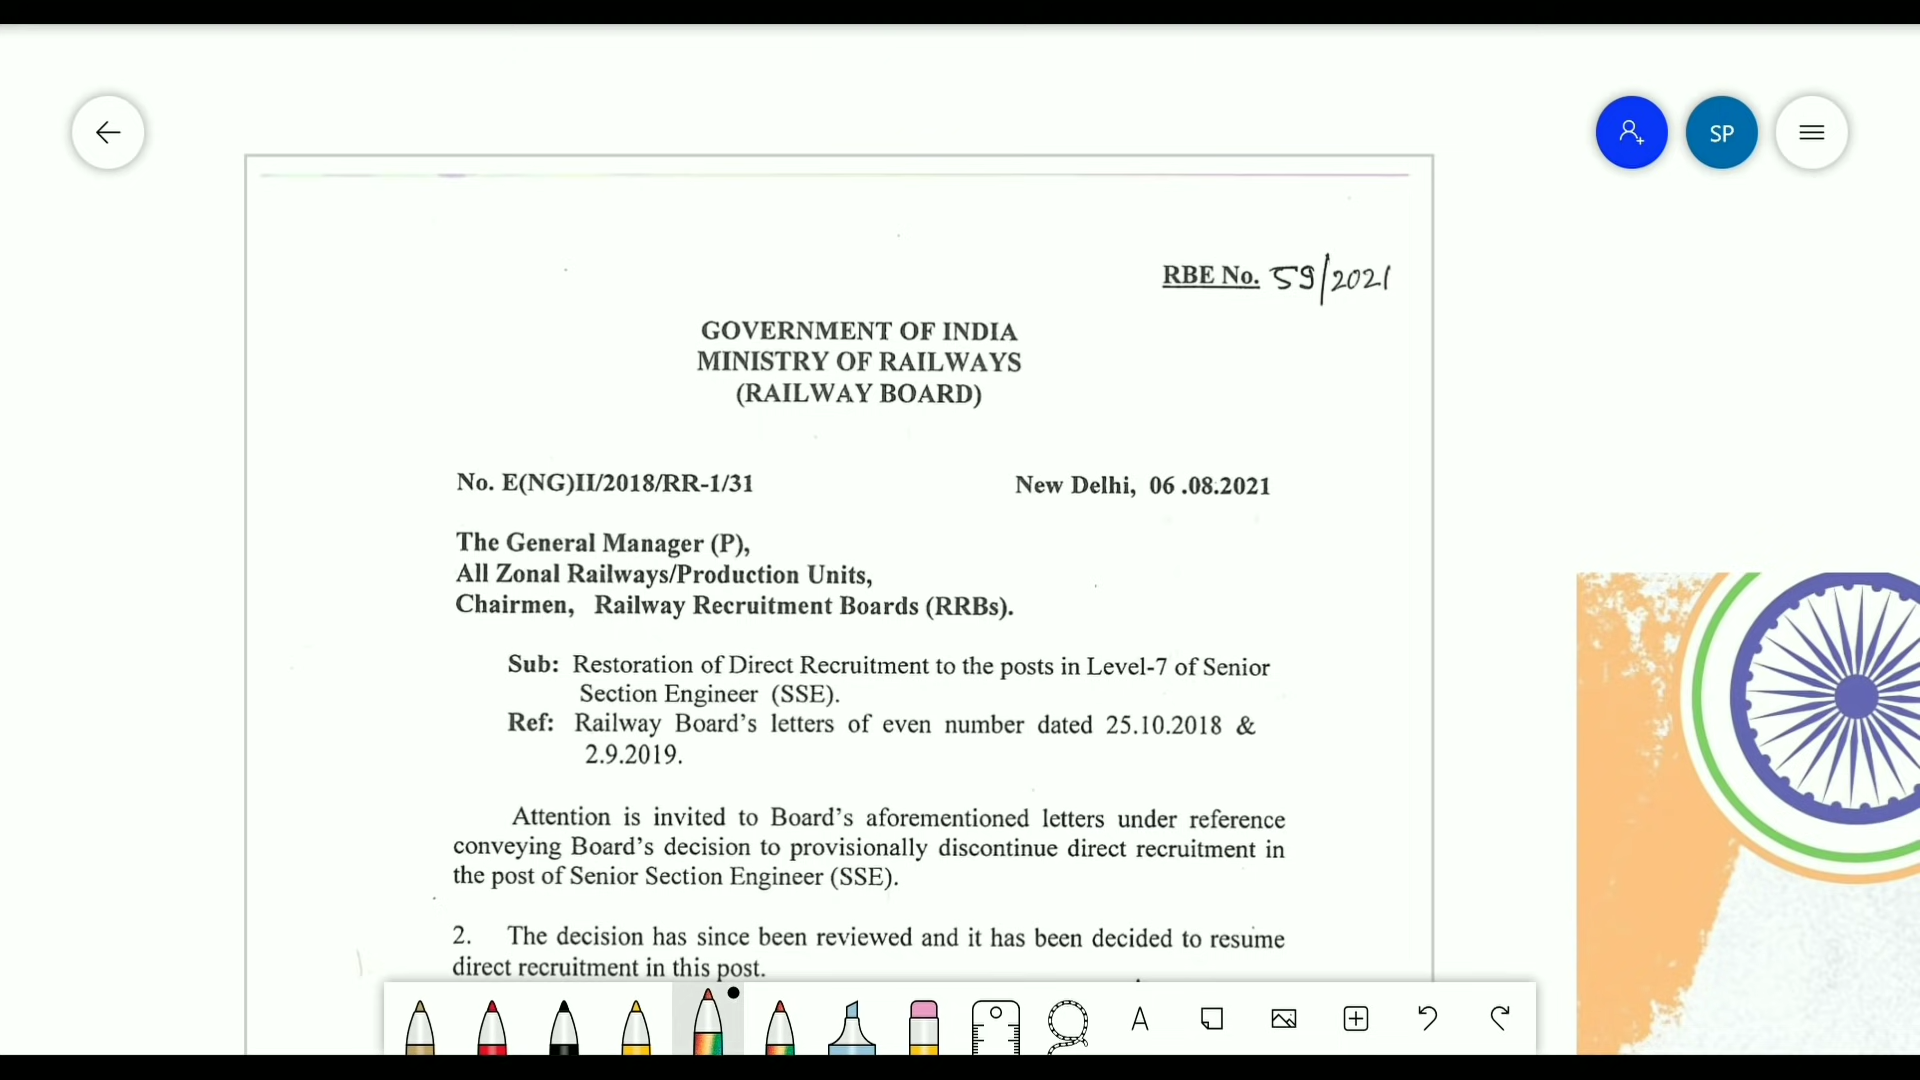 SP
RBE No. 59/2021
GOVERNMENT OF INDIA
MINISTRY OF RAILWAYS
(RAILWAY BOARD)
No. E(NG)II/2018/RR-1/31 New Delhi, 06 .08.2021
The General Manager (P),
All Zonal Railways/Production Units,
Chairmen, Railway Recruitment Boards (RRBs).
Sub: Restoration of Direct Recruitment to the posts in Level-7 of Senior
Section Engineer (SSE).
Ref: Railway Board's letters of even number dated 25.10.2018 &
2.9.2019.
Attention is invited to Board's aforementioned letters under reference
conveying Board's decision to provisionally discontinue direct recruitment in
the post of Senior Section Engineer (SSE).
2. The decision has since been reviewed and it has been decided to resume
direct recruitment in this post.
A